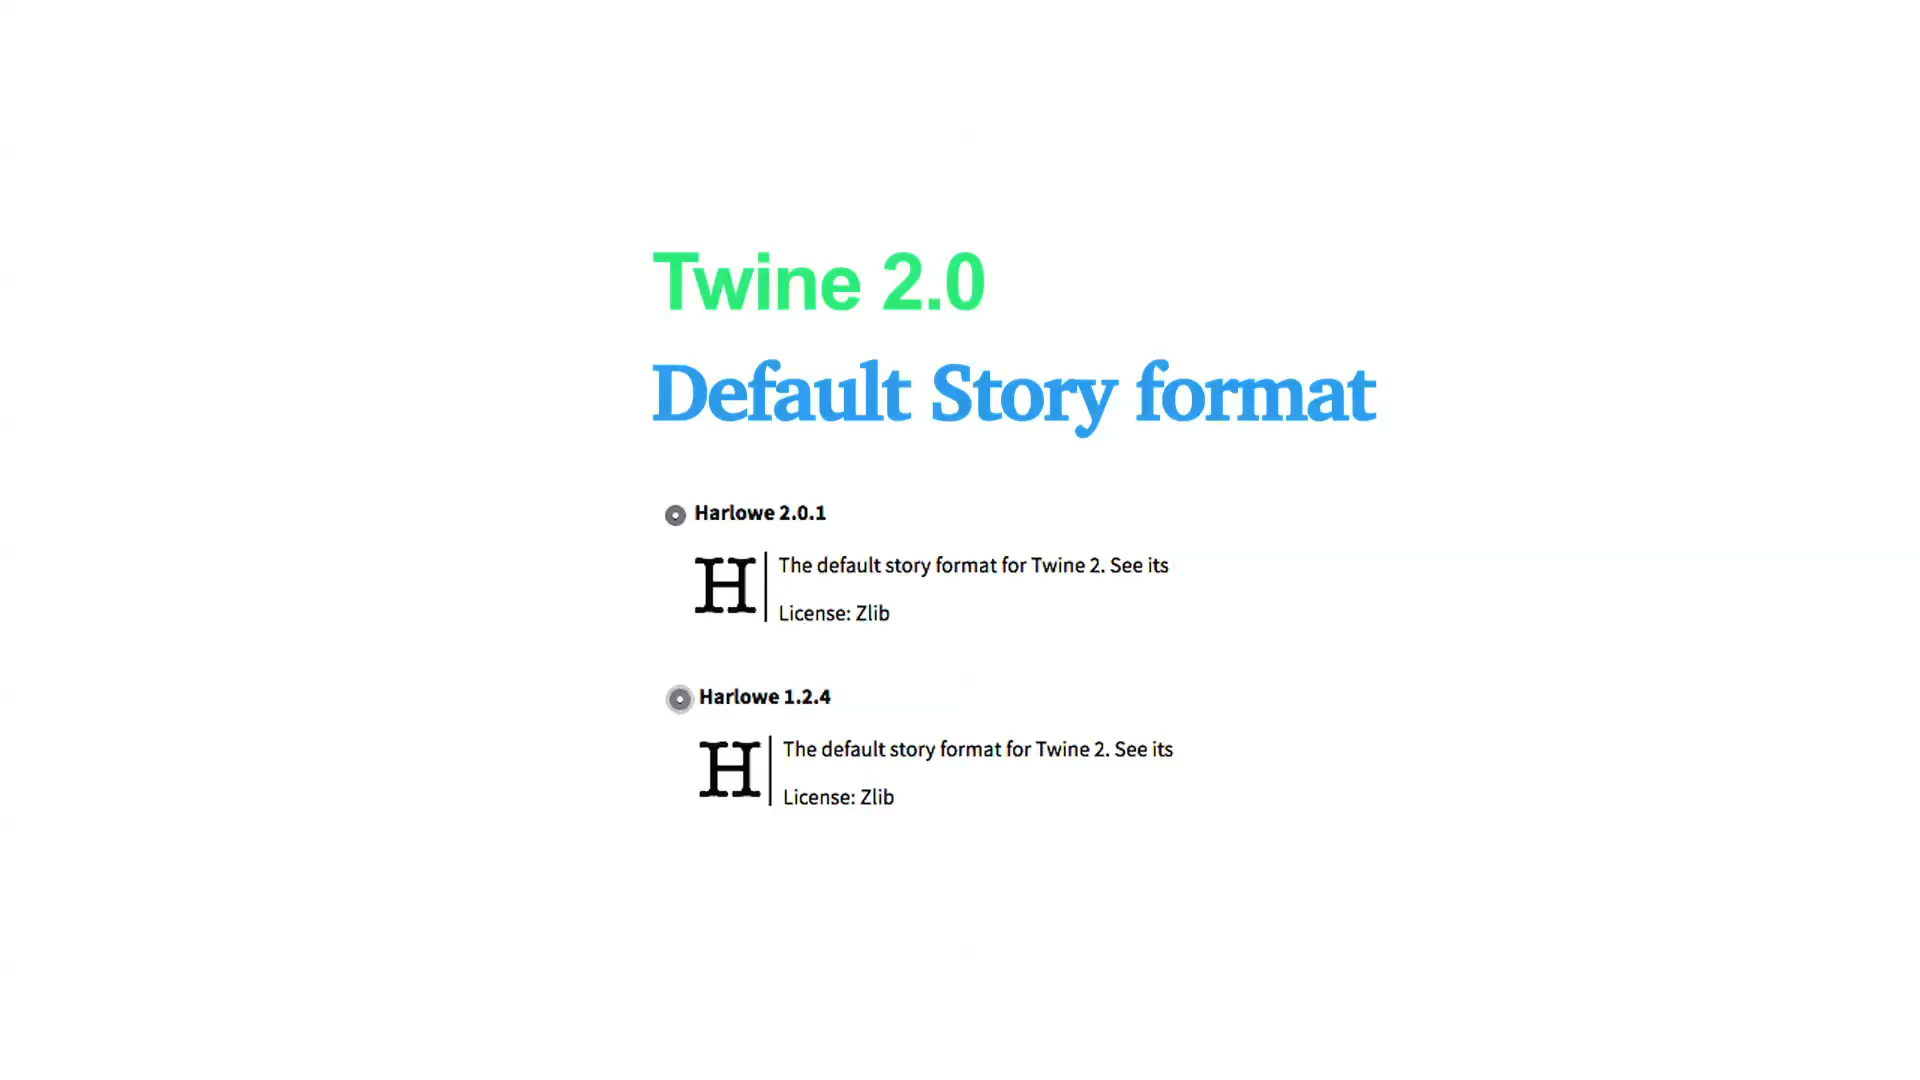 Twine 2.0
Default Story format
Harlowe 2.0.1
H
The default story format for Twine 2. See its
License: Zlib
Harlowe 1.2.4
H
The default story format for Twine 2. See its
License: Zlib